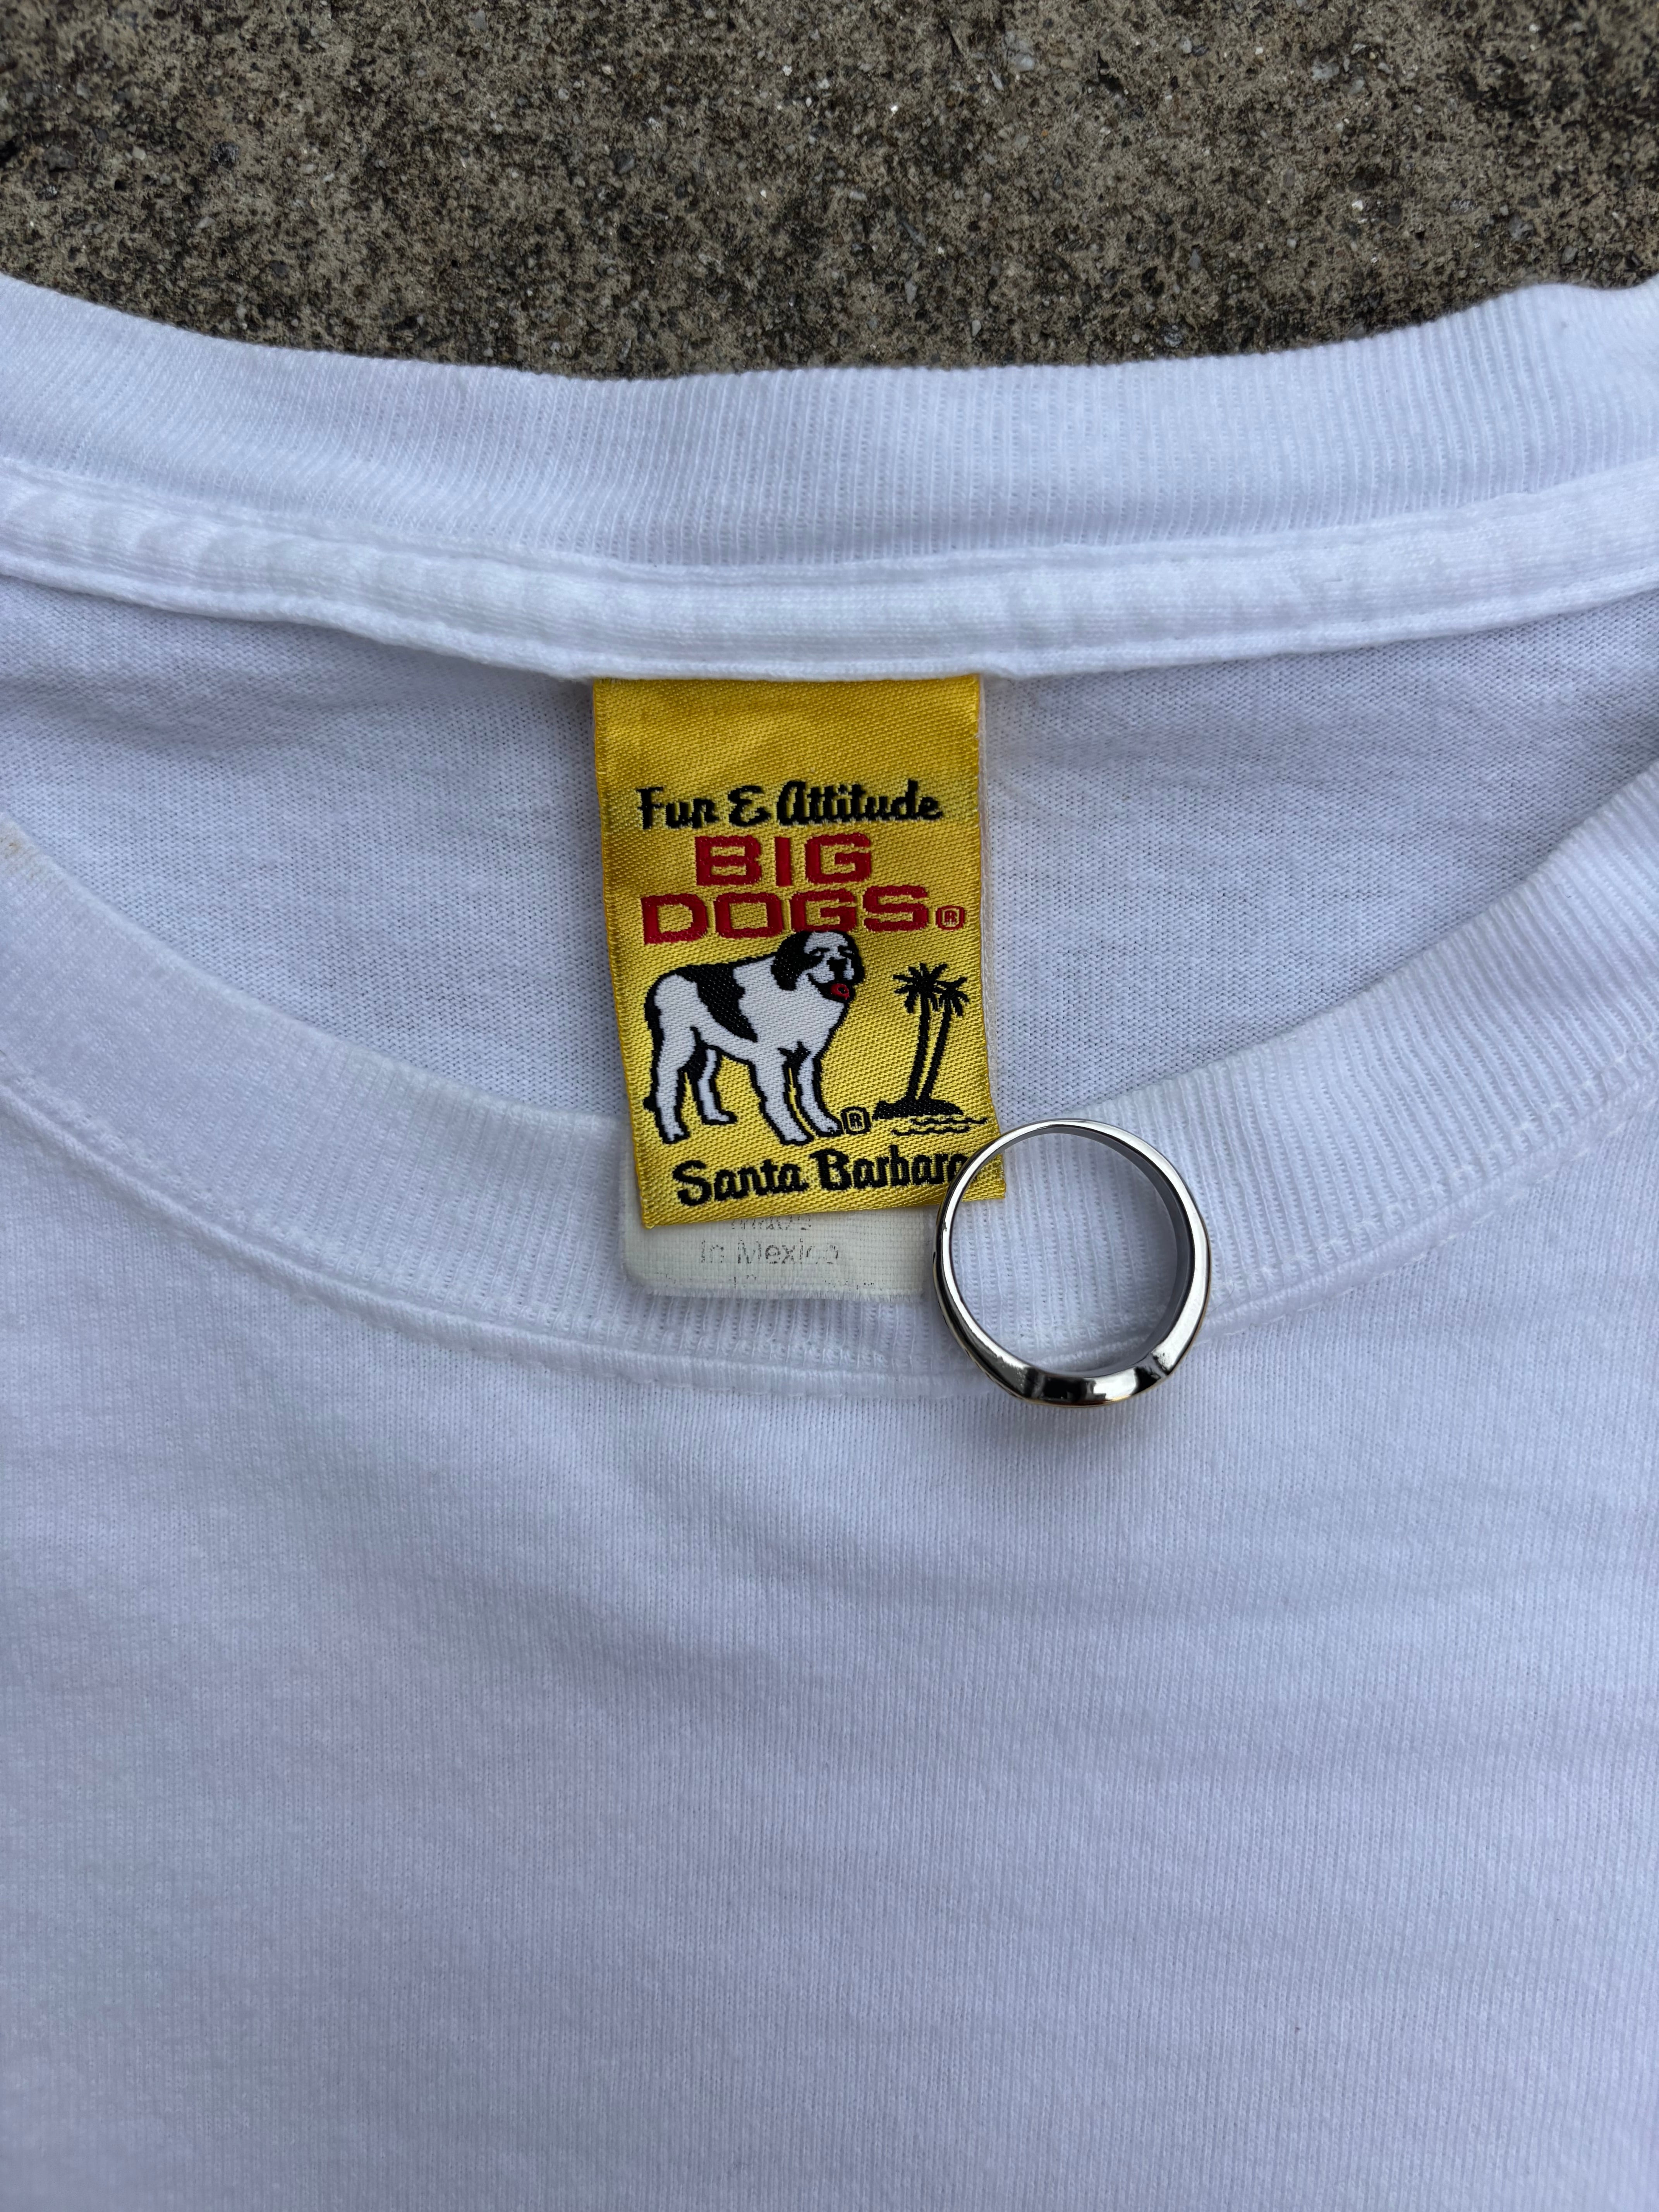 Fun & Attitude
BIG
DOGS®
®
Santa Barbara
In Mexico